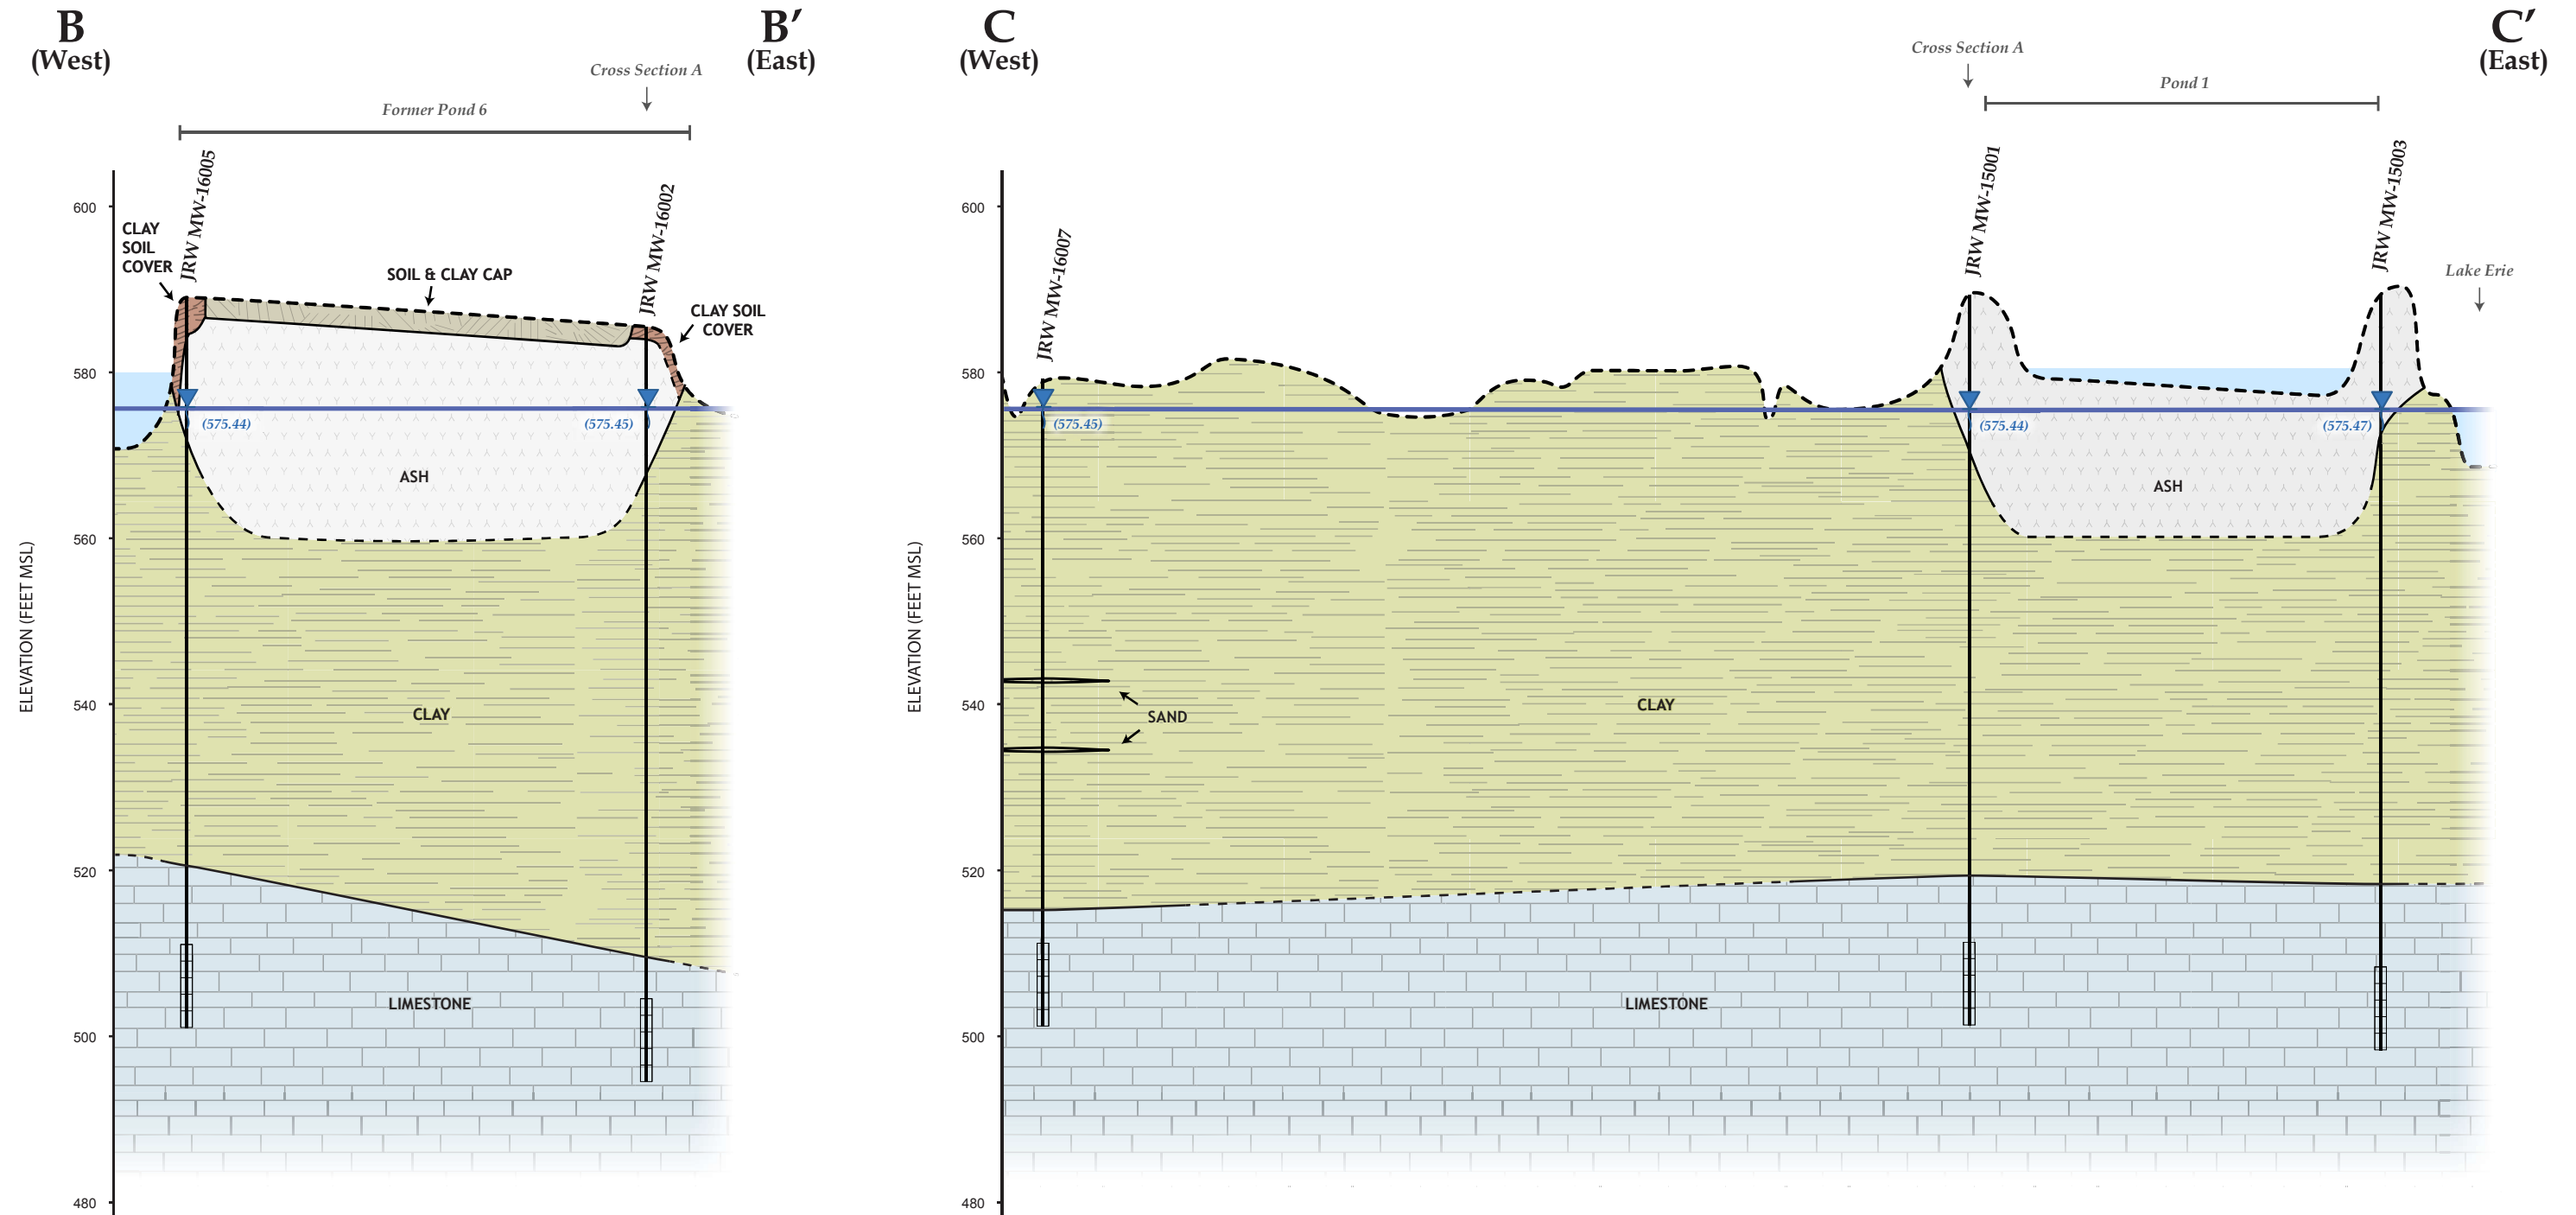 B
(West)
B′
(East)
Cross Section A
Former Pond 6
JRW MW-16005
JRW MW-16002
CLAY
SOIL
COVER
SOIL & CLAY CAP
CLAY SOIL
COVER
600
580
560
540
520
500
480
ELEVATION (FEET MSL)
(575.44)
(575.45)
ASH
CLAY
LIMESTONE
C
(West)
C′
(East)
Cross Section A
Pond 1
JRW MW-16007
JRW MW-15001
JRW MW-15003
Lake Erie
600
580
560
540
520
500
480
ELEVATION (FEET MSL)
(575.45)
(575.44)
(575.47)
ASH
SAND
CLAY
LIMESTONE